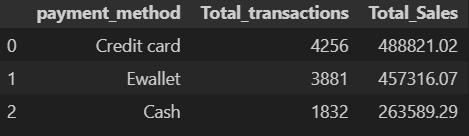 payment_method Total_transactions Total_Sales
0 Credit card 4256 488821.02
1 Ewallet 3881 457316.07
2 Cash 1832 263589.29